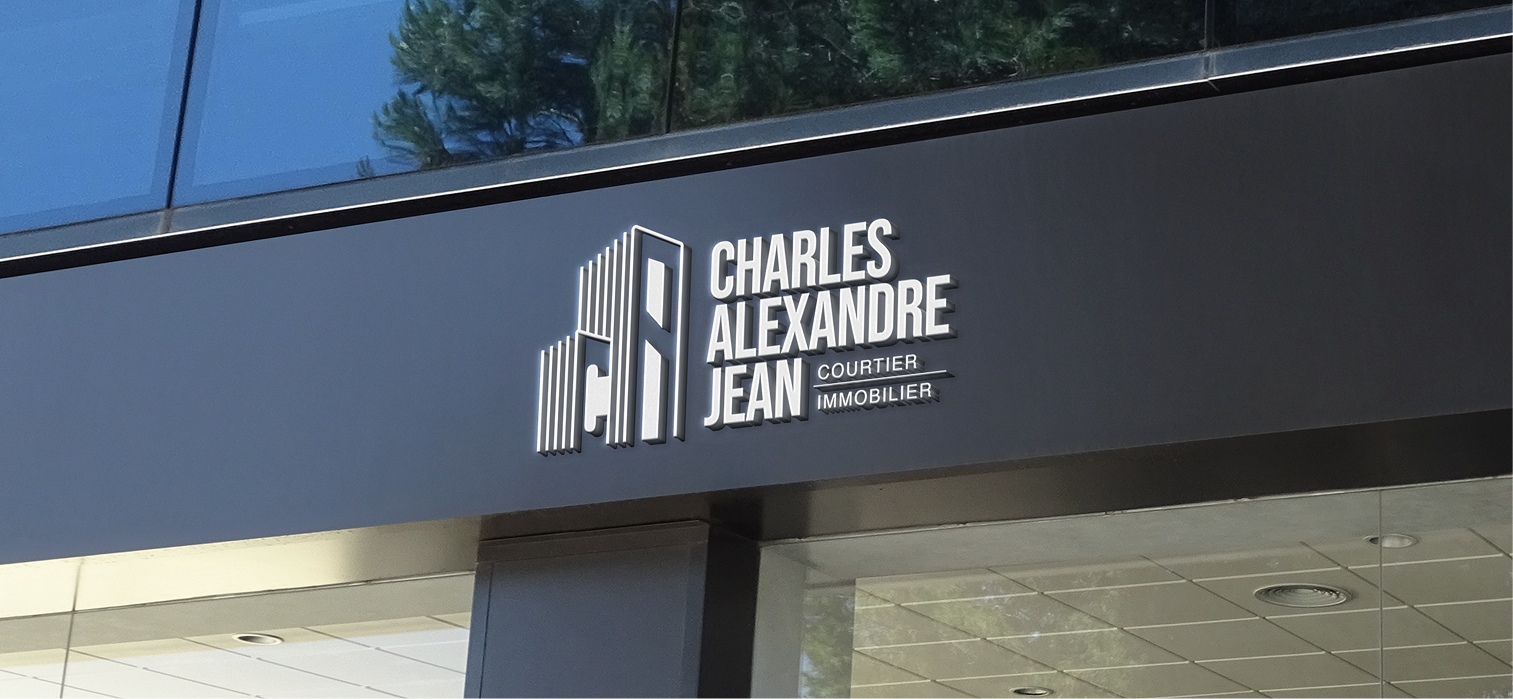 CHARLES
ALEXANDRE
JEAN
COURTIER
IMMOBILIER